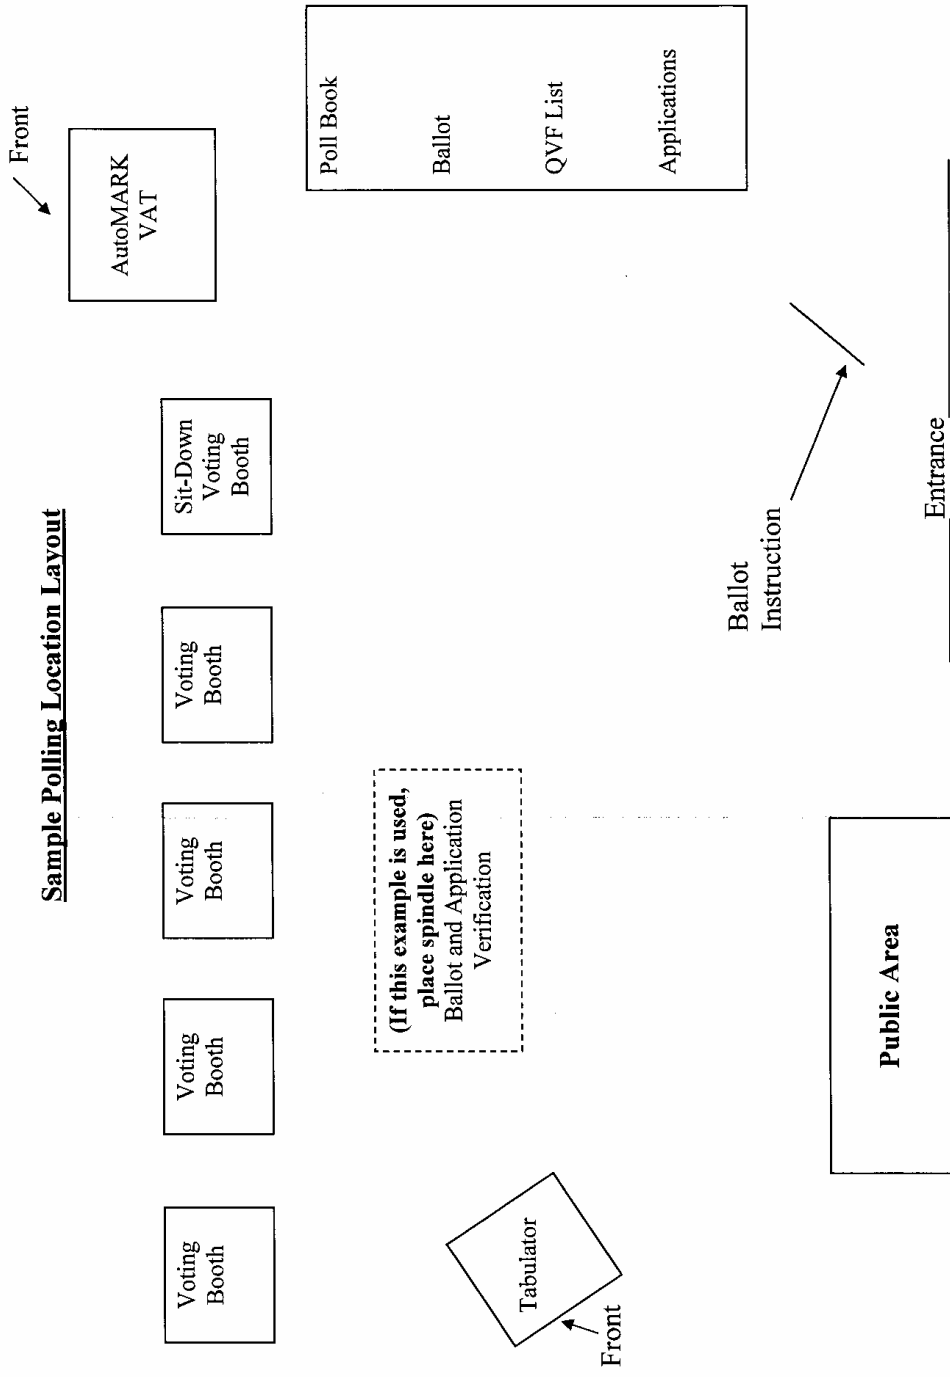 Sample Polling Location Layout
Front
AutoMARK
VAT
Sit-Down
Voting
Booth
Voting
Booth
Voting
Booth
Voting
Booth
Voting
Booth
Poll Book
Ballot
QVF List
Applications
(If this example is used,
place spindle here)
Ballot and Application
Verification
Tabulator
Front
Ballot
Instruction
Public Area
Entrance